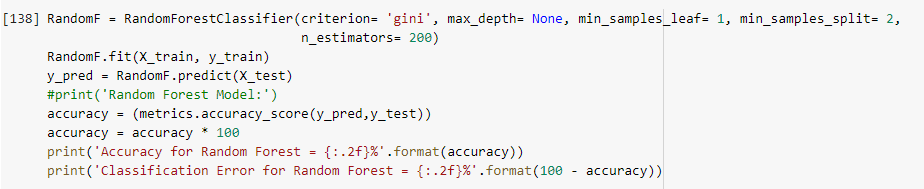 [138] RandomF = RandomForestClassifier(criterion= 'gini', max_depth= None, min_samples_leaf= 1, min_samples_split= 2,
n_estimators= 200)
RandomF.fit(X_train, y_train)
y_pred = RandomF.predict(X_test)
#print('Random Forest Model:')
accuracy = (metrics.accuracy_score(y_pred,y_test))
accuracy = accuracy * 100
print('Accuracy for Random Forest = {:.2f}%'.format(accuracy))
print('Classification Error for Random Forest = {:.2f}%'.format(100 - accuracy))